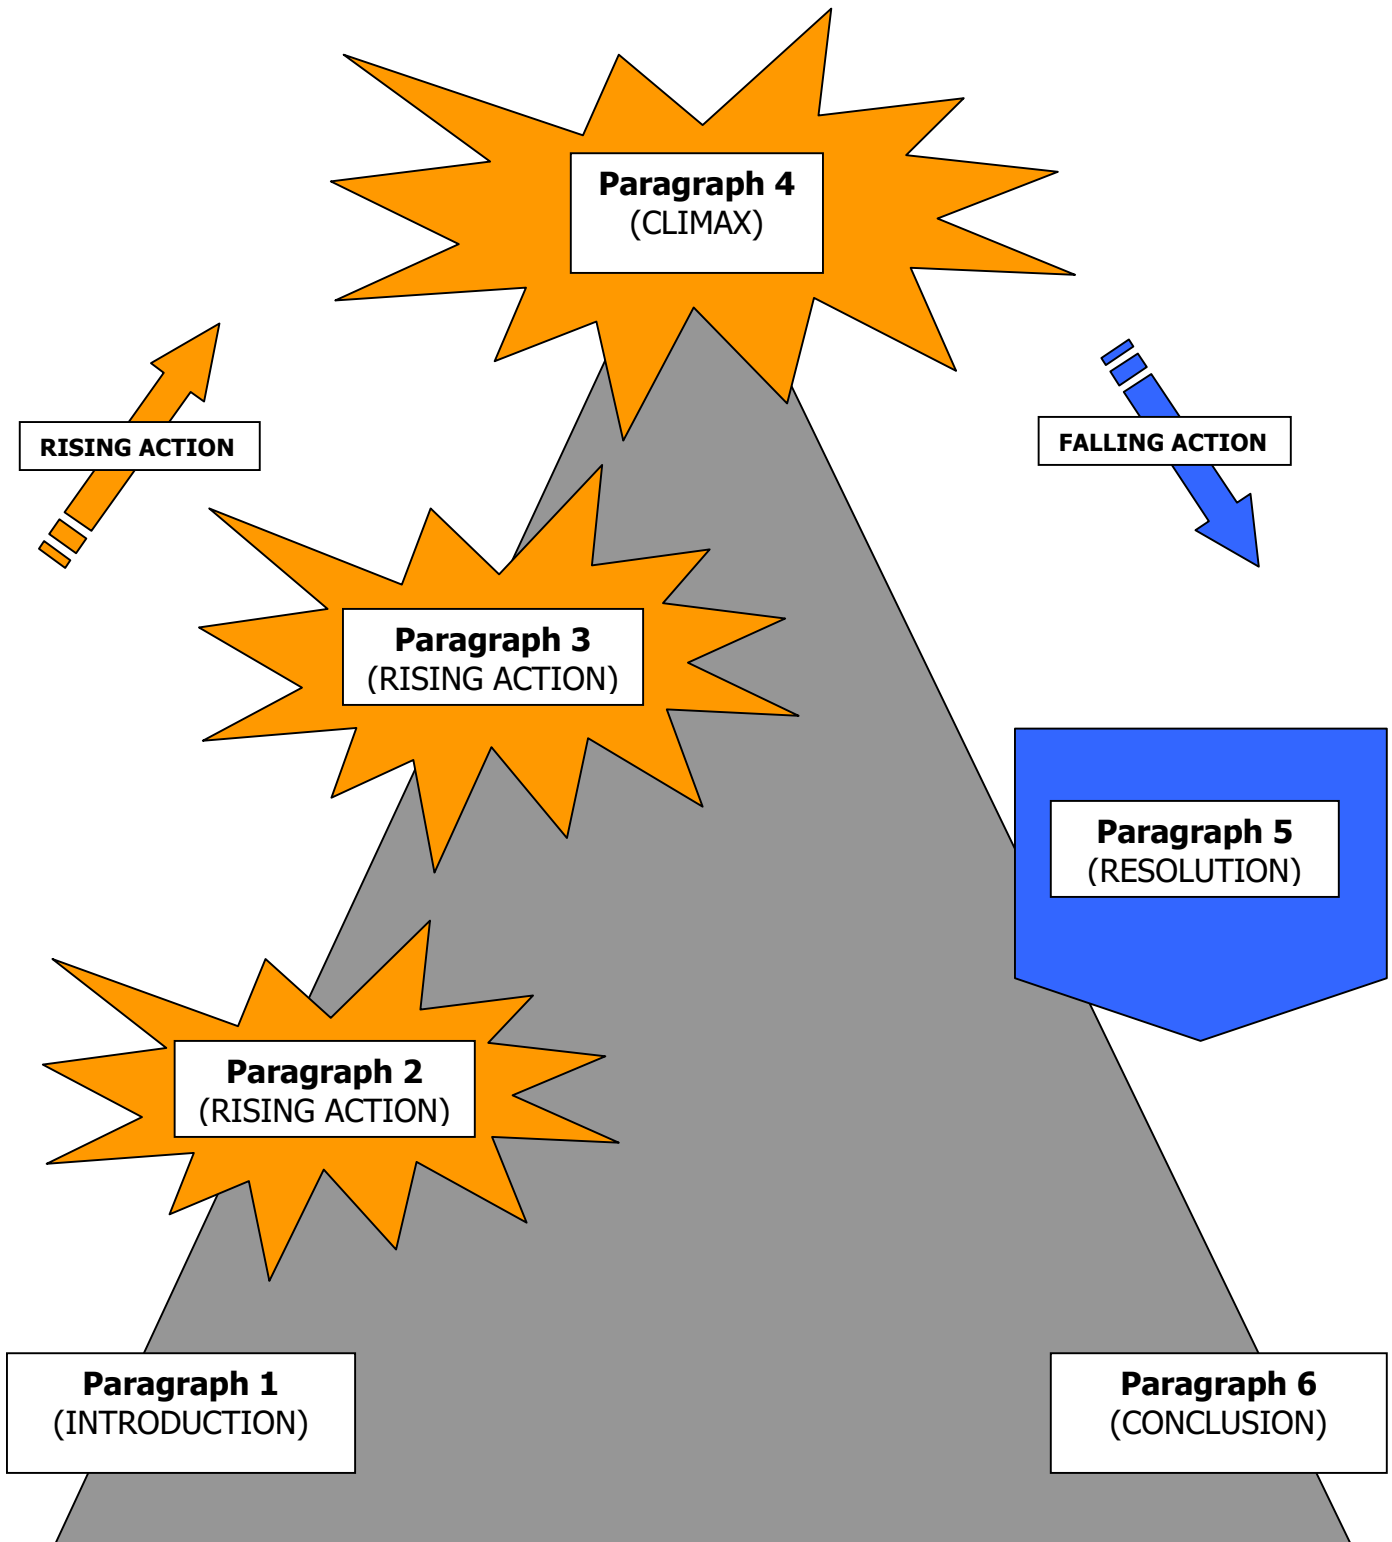 Paragraph 4
(CLIMAX)
RISING ACTION
FALLING ACTION
Paragraph 3
(RISING ACTION)
Paragraph 5
(RESOLUTION)
Paragraph 2
(RISING ACTION)
Paragraph 1
(INTRODUCTION)
Paragraph 6
(CONCLUSION)